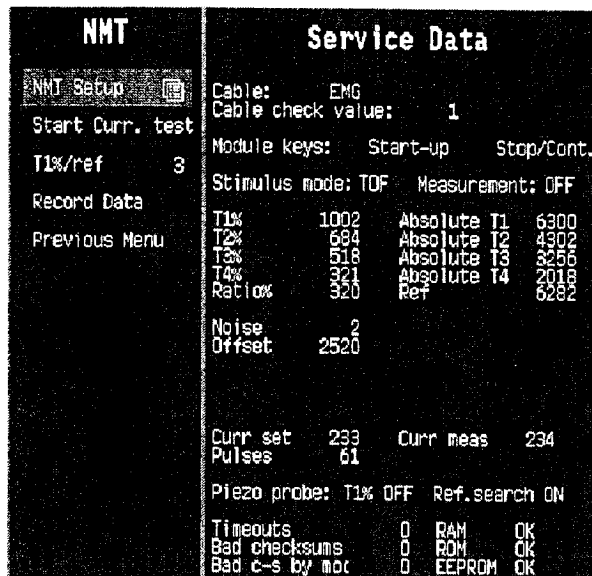 NMT
NMT Setup
Start Curr. test
T1%/ref 3
Record Data
Previous Menu
Service Data
Cable: EMG
Cable check value: 1
Module keys: Start-up Stop/Cont.
Stimulus mode: TOF Measurement: OFF
T1% 1002 Absolute T1 6300
T2% 684 Absolute T2 4302
T3% 518 Absolute T3 3256
T4% 321 Absolute T4 2018
Ratio% 320 Ref 6282
Noise 2
Offset 2520
Curr set 233 Curr meas 234
Pulses 61
Piezo probe: T1% OFF Ref.search ON
Timeouts 0 RAM OK
Bad checksums 0 ROM OK
Bad c-s by moc 0 EEPROM OK